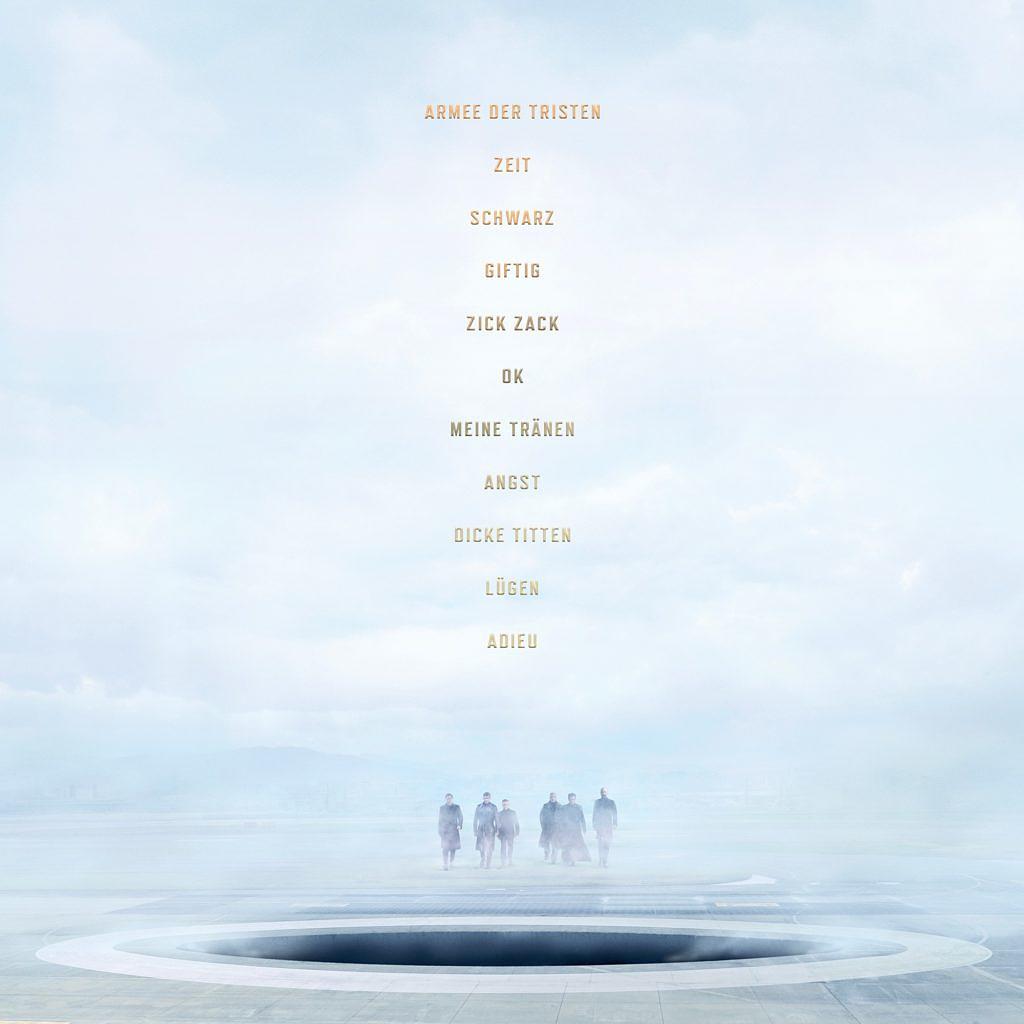 ARMEE DER TRISTEN
ZEIT
SCHWARZ
GIFTIG
ZICK ZACK
OK
MEINE TRÄNEN
ANGST
DICKE TITTEN
LÜGEN
ADIEU